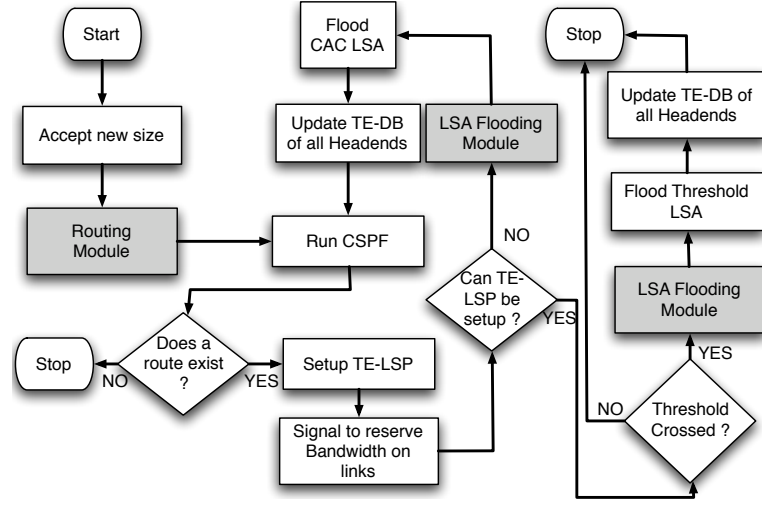 Start
Accept new size
Routing
Module
Flood
CAC LSA
Update TE-DB
of all Headends
Run CSPF
LSA Flooding
Module
NO
Can TE-
LSP be
setup ?
YES
Does a
route exist
?
NO
YES
Stop
Setup TE-LSP
Signal to reserve
Bandwidth on
links
Stop
Update TE-DB of
all Headends
Flood Threshold
LSA
LSA Flooding
Module
YES
NO
Threshold
Crossed ?